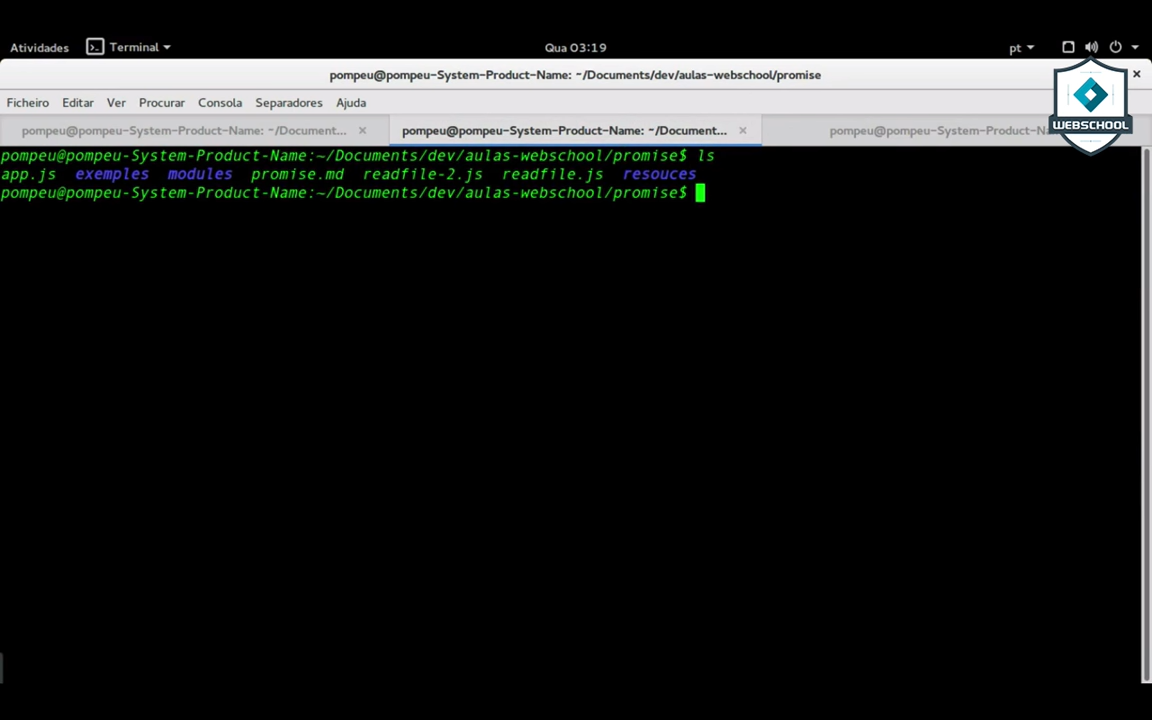 Atividades Terminal Qua 03:19 pt
pompeu@pompeu-System-Product-Name: ~/Documents/dev/aulas-webschool/promise
Ficheiro Editar Ver Procurar Consola Separadores Ajuda
WEBSCHOOL
pompeu@pompeu-System-Product-Name: ~/Document... pompeu@pompeu-System-Product-Name: ~/Document... pompeu@pompeu-System-Product-Na
pompeu@pompeu-System-Product-Name:~/Documents/dev/aulas-webschool/promise$ ls
app.js exemples modules promise.md readfile-2.js readfile.js resouces
pompeu@pompeu-System-Product-Name:~/Documents/dev/aulas-webschool/promise$